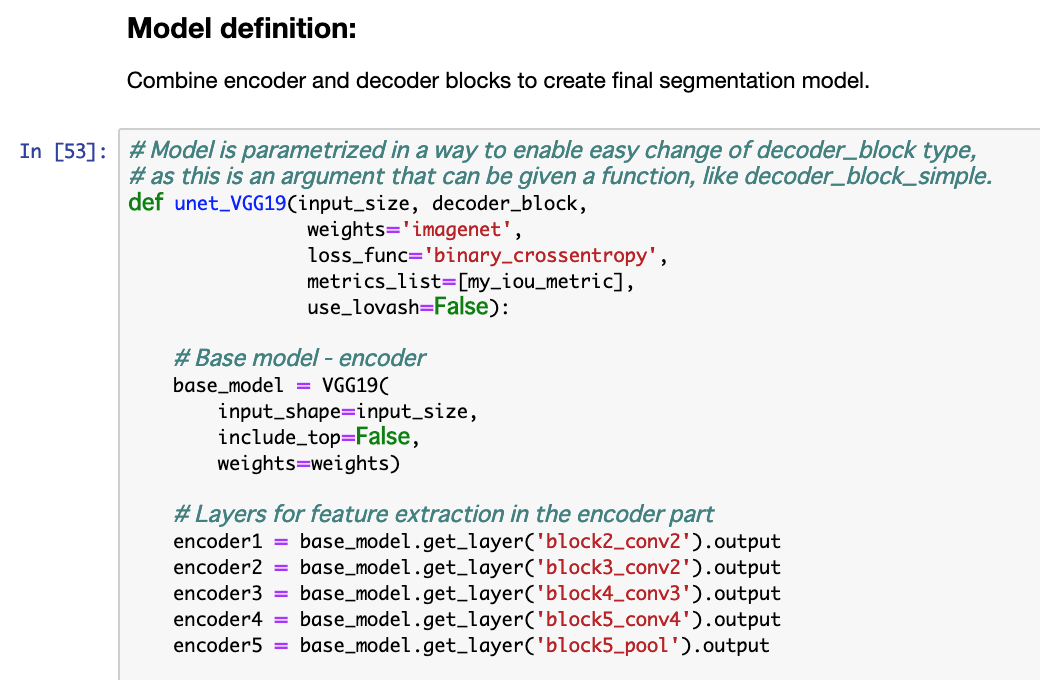 Model definition:
Combine encoder and decoder blocks to create final segmentation model.
In [53]:
# Model is parametrized in a way to enable easy change of decoder_block type,
# as this is an argument that can be given a function, like decoder_block_simple.
def unet_VGG19(input_size, decoder_block,
weights='imagenet',
loss_func='binary_crossentropy',
metrics_list=[my_iou_metric],
use_lovash=False):
# Base model - encoder
base_model = VGG19(
input_shape=input_size,
include_top=False,
weights=weights)
# Layers for feature extraction in the encoder part
encoder1 = base_model.get_layer('block2_conv2').output
encoder2 = base_model.get_layer('block3_conv2').output
encoder3 = base_model.get_layer('block4_conv3').output
encoder4 = base_model.get_layer('block5_conv4').output
encoder5 = base_model.get_layer('block5_pool').output